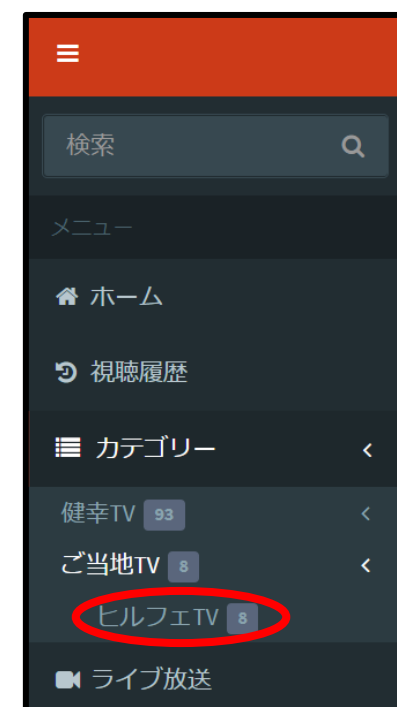 検索
メニュー
ホーム
視聴履歴
カテゴリー
健幸TV 93
ご当地TV 8
ヒルフェTV 8
ライブ放送